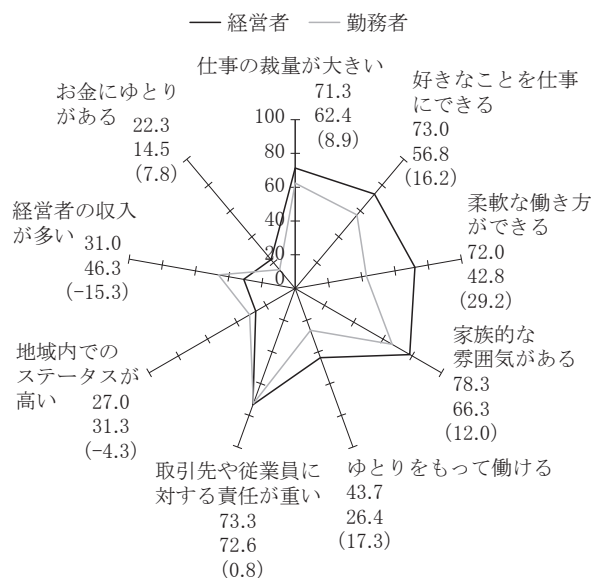 経営者 勤務者
仕事の裁量が大きい
71.3
62.4
(8.9)
好きなことを仕事
にできる
73.0
56.8
(16.2)
柔軟な働き方
ができる
72.0
42.8
(29.2)
家族的な
雰囲気がある
78.3
66.3
(12.0)
ゆとりをもって働ける
43.7
26.4
(17.3)
取引先や従業員に
対する責任が重い
73.3
72.6
(0.8)
地域内での
ステータスが
高い 27.0
31.3
(-4.3)
経営者の収入
が多い 31.0
46.3
(-15.3)
お金にゆとり
がある 22.3
14.5
(7.8)
100
80
60
40
20
0